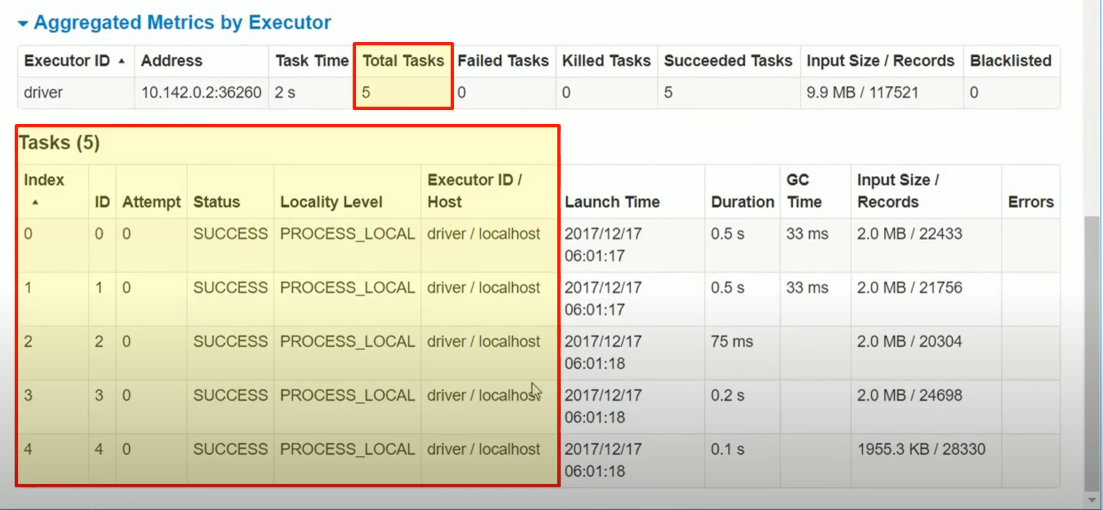 Aggregated Metrics by Executor
Executor ID Address Task Time Total Tasks Failed Tasks Killed Tasks Succeeded Tasks Input Size / Records Blacklisted
driver 10.142.0.2:36260 2 s 5 0 0 5 9.9 MB / 117521 0
Tasks (5)
Index ID Attempt Status Locality Level Executor ID / Host Launch Time Duration GC Time Input Size / Records Errors
0 0 0 SUCCESS PROCESS_LOCAL driver / localhost 2017/12/17 06:01:17 0.5 s 33 ms 2.0 MB / 22433
1 1 0 SUCCESS PROCESS_LOCAL driver / localhost 2017/12/17 06:01:17 0.5 s 33 ms 2.0 MB / 21756
2 2 0 SUCCESS PROCESS_LOCAL driver / localhost 2017/12/17 06:01:18 75 ms 2.0 MB / 20304
3 3 0 SUCCESS PROCESS_LOCAL driver / localhost 2017/12/17 06:01:18 0.2 s 2.0 MB / 24698
4 4 0 SUCCESS PROCESS_LOCAL driver / localhost 2017/12/17 06:01:18 0.1 s 1955.3 KB / 28330